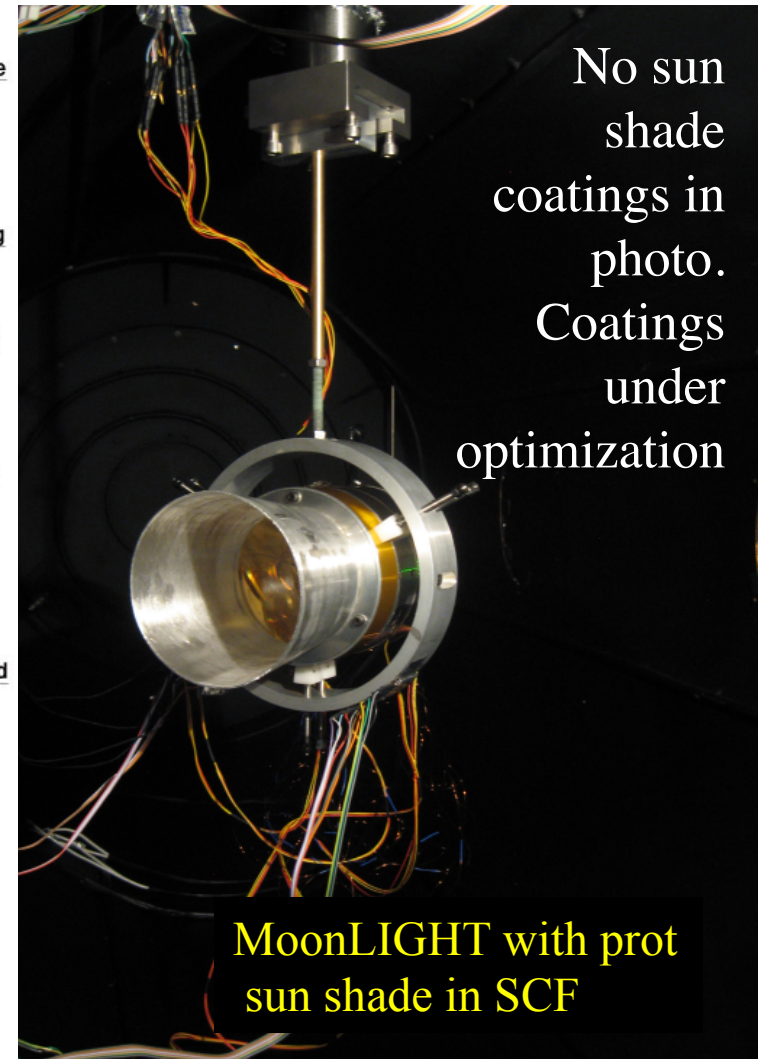 No sun
shade
coatings in
photo.
Coatings
under
optimization
MoonLIGHT with prot
sun shade in SCF